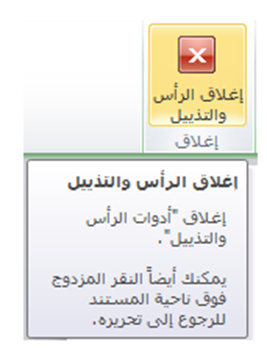 إغلاق الرأس
والتذييل
إغلاق
إغلاق الرأس والتذييل
إغلاق "أدوات الرأس
والتذييل".
يمكنك أيضاً النقر المزدوج
فوق ناحية المستند
للرجوع إلى تحريره.